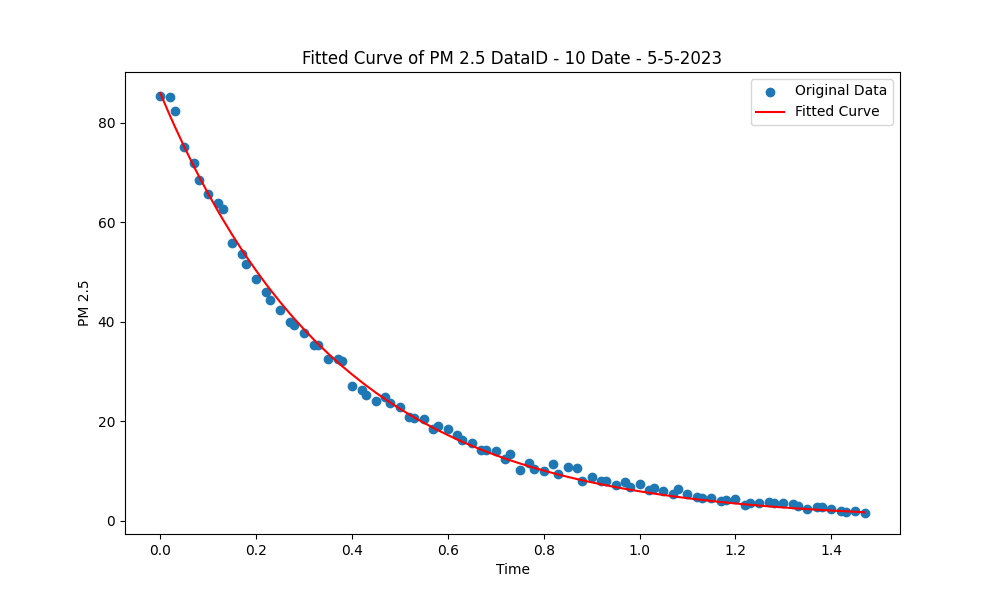 Fitted Curve of PM 2.5 DataID - 10 Date - 5-5-2023
Original Data
Fitted Curve
PM 2.5
80
60
40
20
0
0.0 0.2 0.4 0.6 0.8 1.0 1.2 1.4
Time